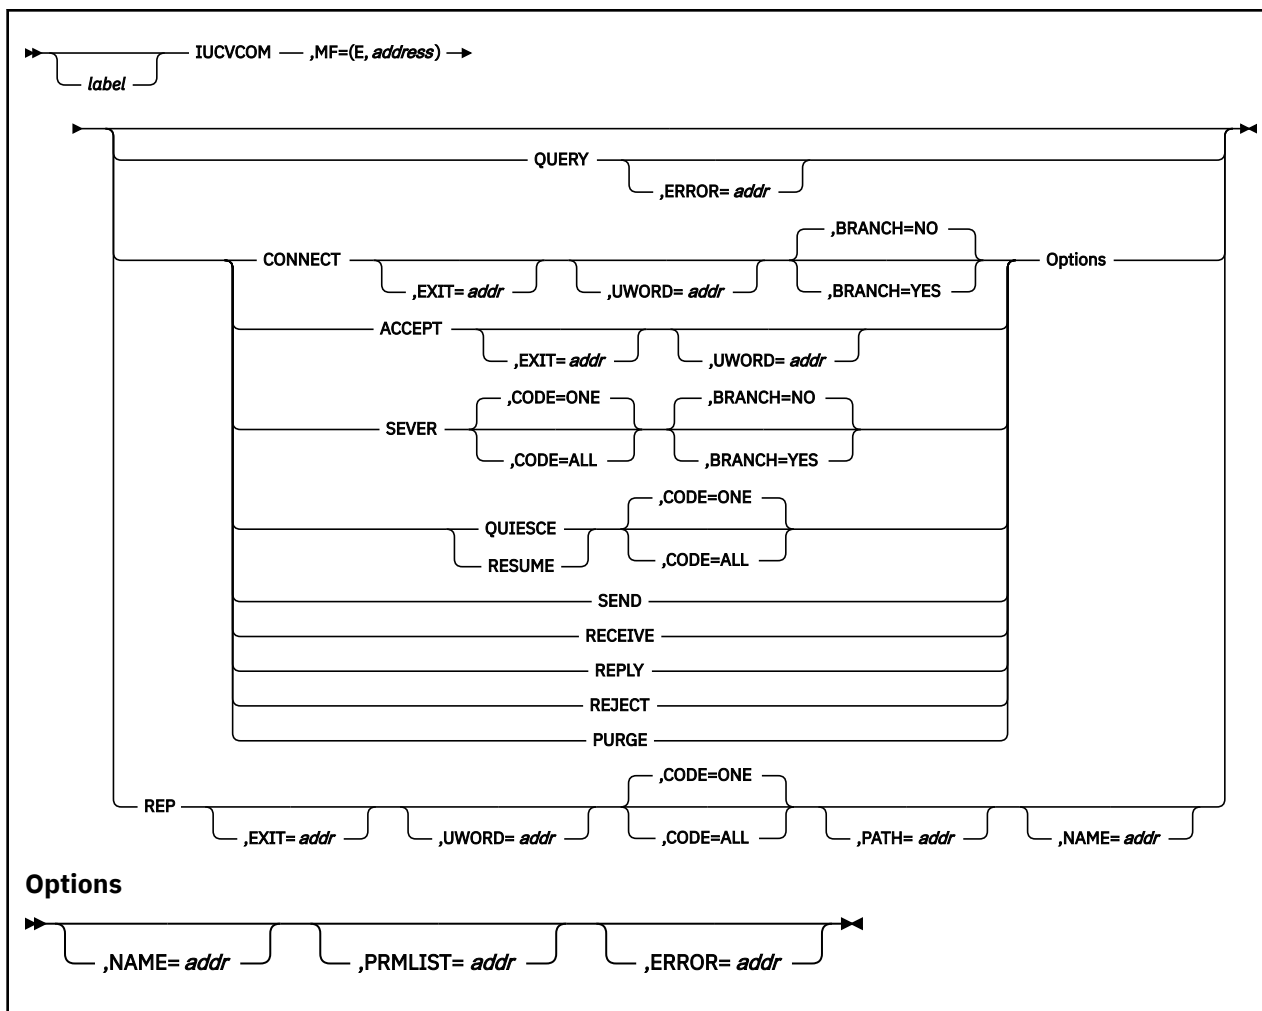 IUCVCOM ,MF=(E, address)
label
QUERY
,ERROR= addr
,BRANCH=NO
CONNECT Options
,EXIT= addr ,UWORD= addr ,BRANCH=YES
ACCEPT
,EXIT= addr ,UWORD= addr
,CODE=ONE ,BRANCH=NO
SEVER
,CODE=ALL ,BRANCH=YES
,CODE=ONE
QUIESCE
RESUME ,CODE=ALL
SEND
RECEIVE
REPLY
REJECT
PURGE
,CODE=ONE
REP
,EXIT= addr ,UWORD= addr ,CODE=ALL ,PATH= addr ,NAME= addr
Options
,NAME= addr ,PRMLIST= addr ,ERROR= addr